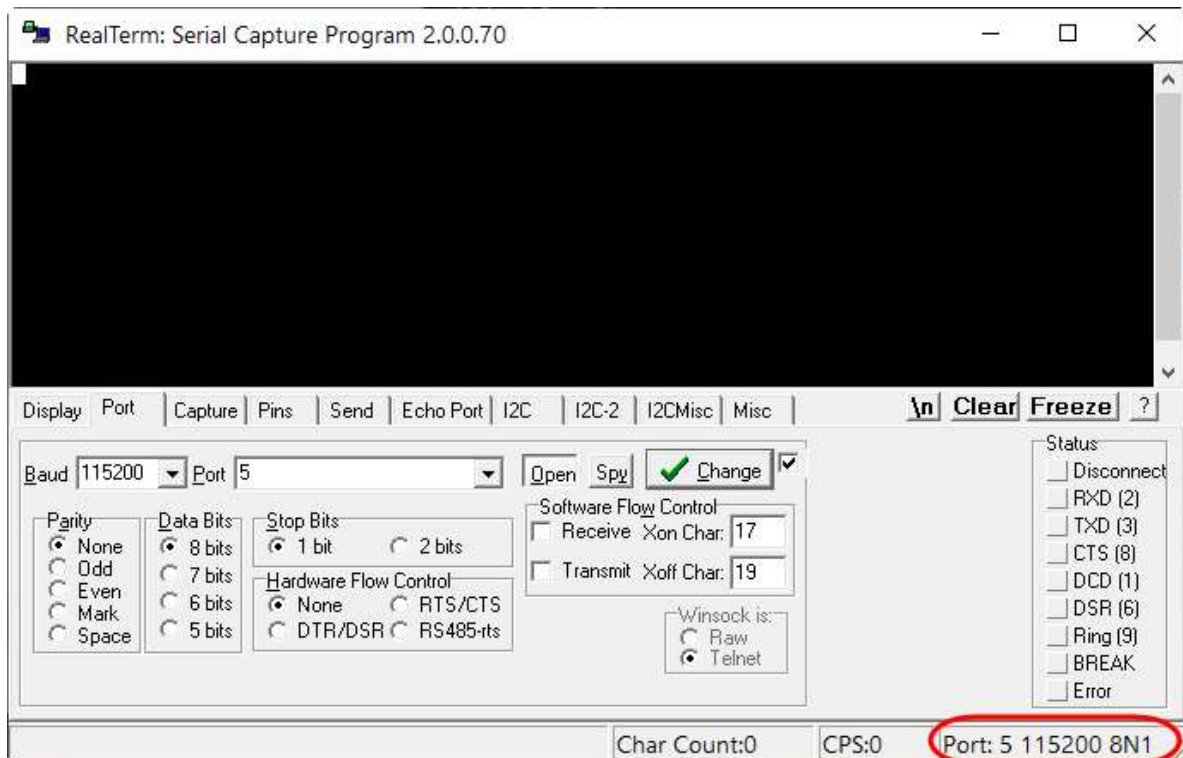 RealTerm: Serial Capture Program 2.0.0.70
Display Port Capture Pins Send Echo Port I2C I2C-2 I2CMisc Misc \n Clear Freeze ?
Baud 115200 Port 5 Open Spy Change
Parity
None
Odd
Even
Mark
Space
Data Bits
8 bits
7 bits
6 bits
5 bits
Stop Bits
1 bit 2 bits
Hardware Flow Control
None RTS/CTS
DTR/DSR RS485-rts
Software Flow Control
Receive Xon Char: 17
Transmit Xoff Char: 19
Winsock is:
Raw
Telnet
Status
Disconnect
RXD (2)
TXD (3)
CTS (8)
DCD (1)
DSR (6)
Ring (9)
BREAK
Error
Char Count:0 CPS:0 Port: 5 115200 8N1